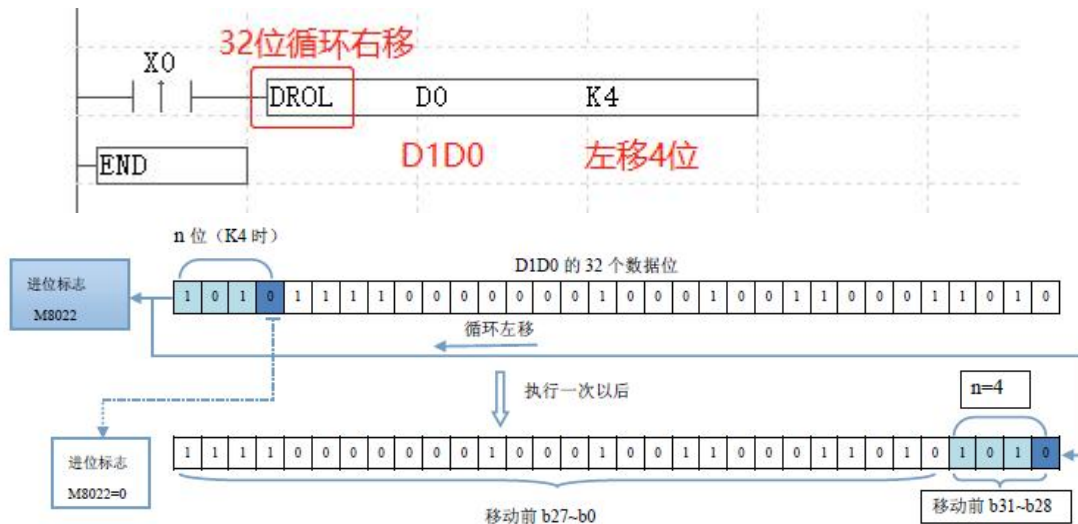 32位循环右移
X0
DROL D0 K4
D1D0 左移4位
END
n 位（K4 时）
D1D0 的 32 个数据位
进位标志
M8022
1 0 1 0 1 1 1 1 0 0 0 0 0 0 0 1 0 0 0 1 0 0 1 1 0 0 0 1 1 0 1 0
循环左移
执行一次以后
n=4
进位标志
M8022=0
1 1 1 1 0 0 0 0 0 0 0 1 0 0 0 1 0 0 1 1 0 0 0 1 1 0 1 0 1 0 1 0
移动前 b27~b0
移动前 b31~b28